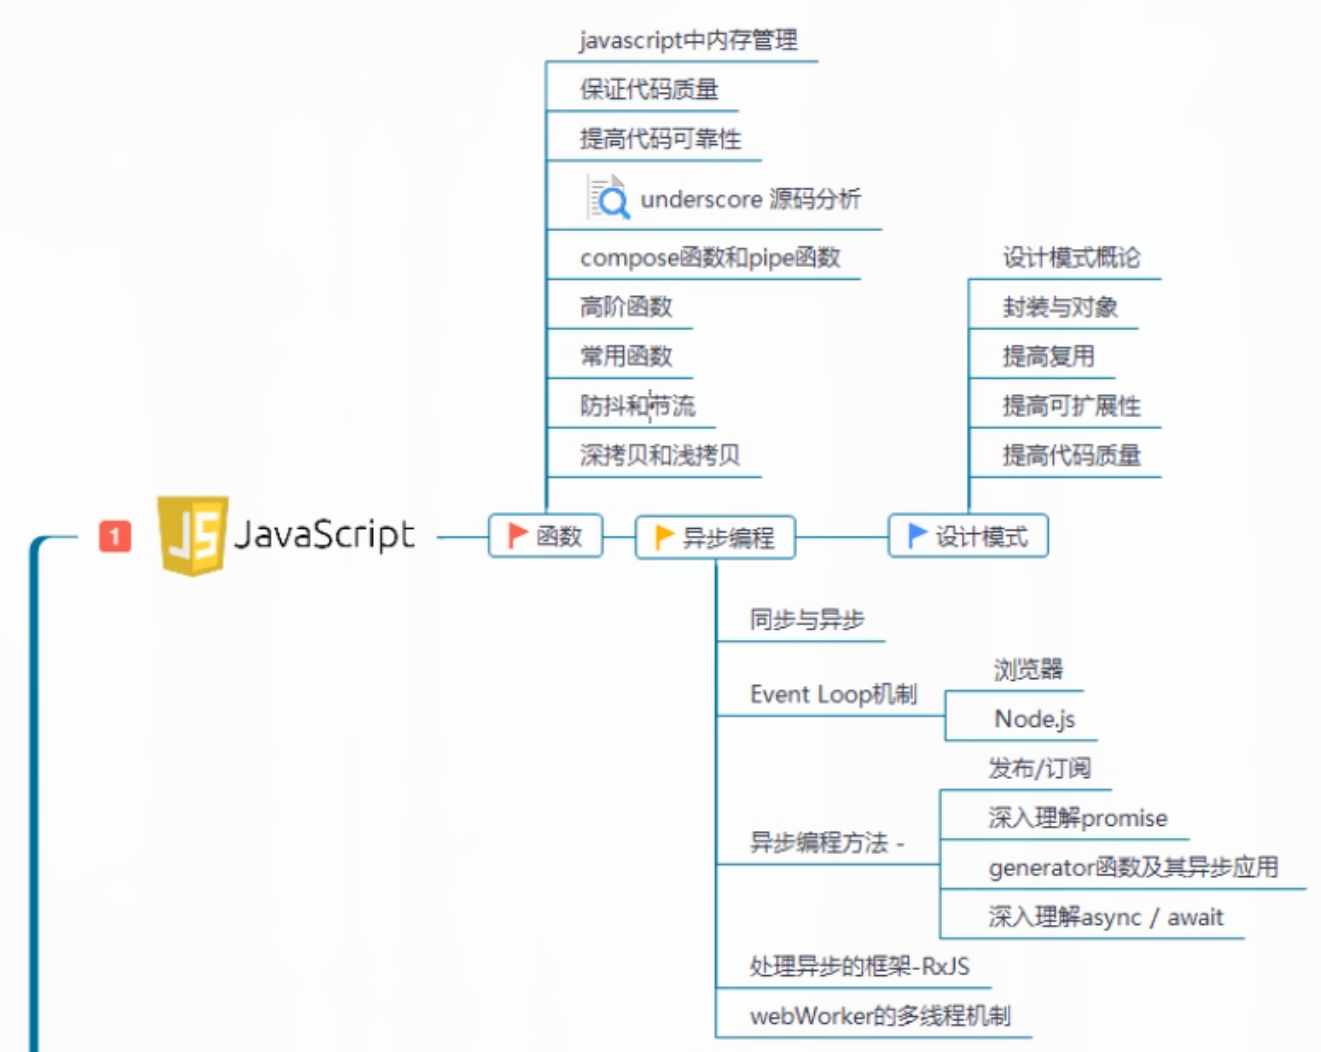 javascript中内存管理
保证代码质量
提高代码可靠性
underscore 源码分析
compose函数和pipe函数
高阶函数
常用函数
防抖和节流
深拷贝和浅拷贝
设计模式概论
封装与对象
提高复用
提高可扩展性
提高代码质量
1
JS
JavaScript
函数
异步编程
设计模式
同步与异步
Event Loop机制
浏览器
Node.js
异步编程方法 -
发布/订阅
深入理解promise
generator函数及其异步应用
深入理解async / await
处理异步的框架-RxJS
webWorker的多线程机制